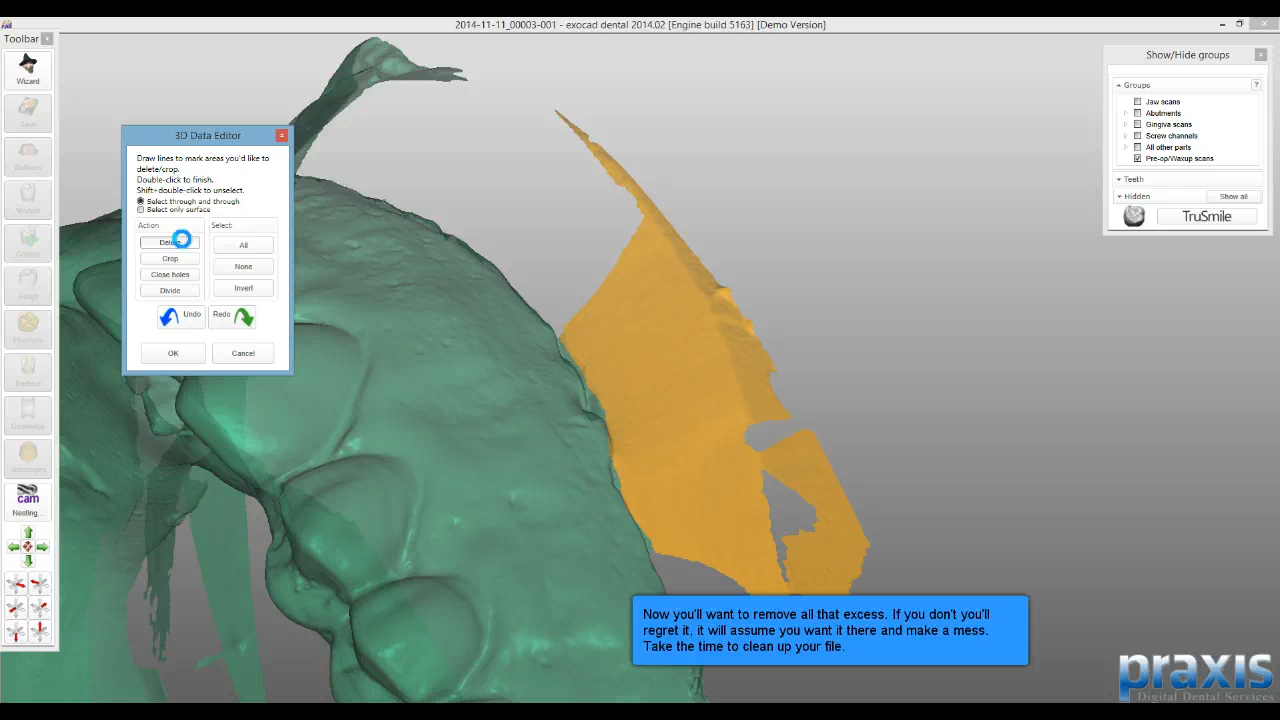 2014-11-11_00003-001 - exocad dental 2014.02 [Engine build 5163] [Demo Version]
Toolbar
Wizard
Save
Nesting...
cam
3D Data Editor
Draw lines to mark areas you'd like to
delete/crop.
Double-click to finish.
Shift+double-click to unselect.
Select through and through
Select only surface
Action
Select:
All
Crop
None
Close holes
Invert
Divide
Undo
Redo
OK
Cancel
Show/Hide groups
Groups
?
Jaw scans
Abutments
Gingiva scans
Screw channels
All other parts
Pre-op/Waxup scans
Teeth
Hidden
Show all
TruSmile
Now you'll want to remove all that excess. If you don't you'll
regret it, it will assume you want it there and make a mess.
Take the time to clean up your file.
praxis
Digital Dental Services